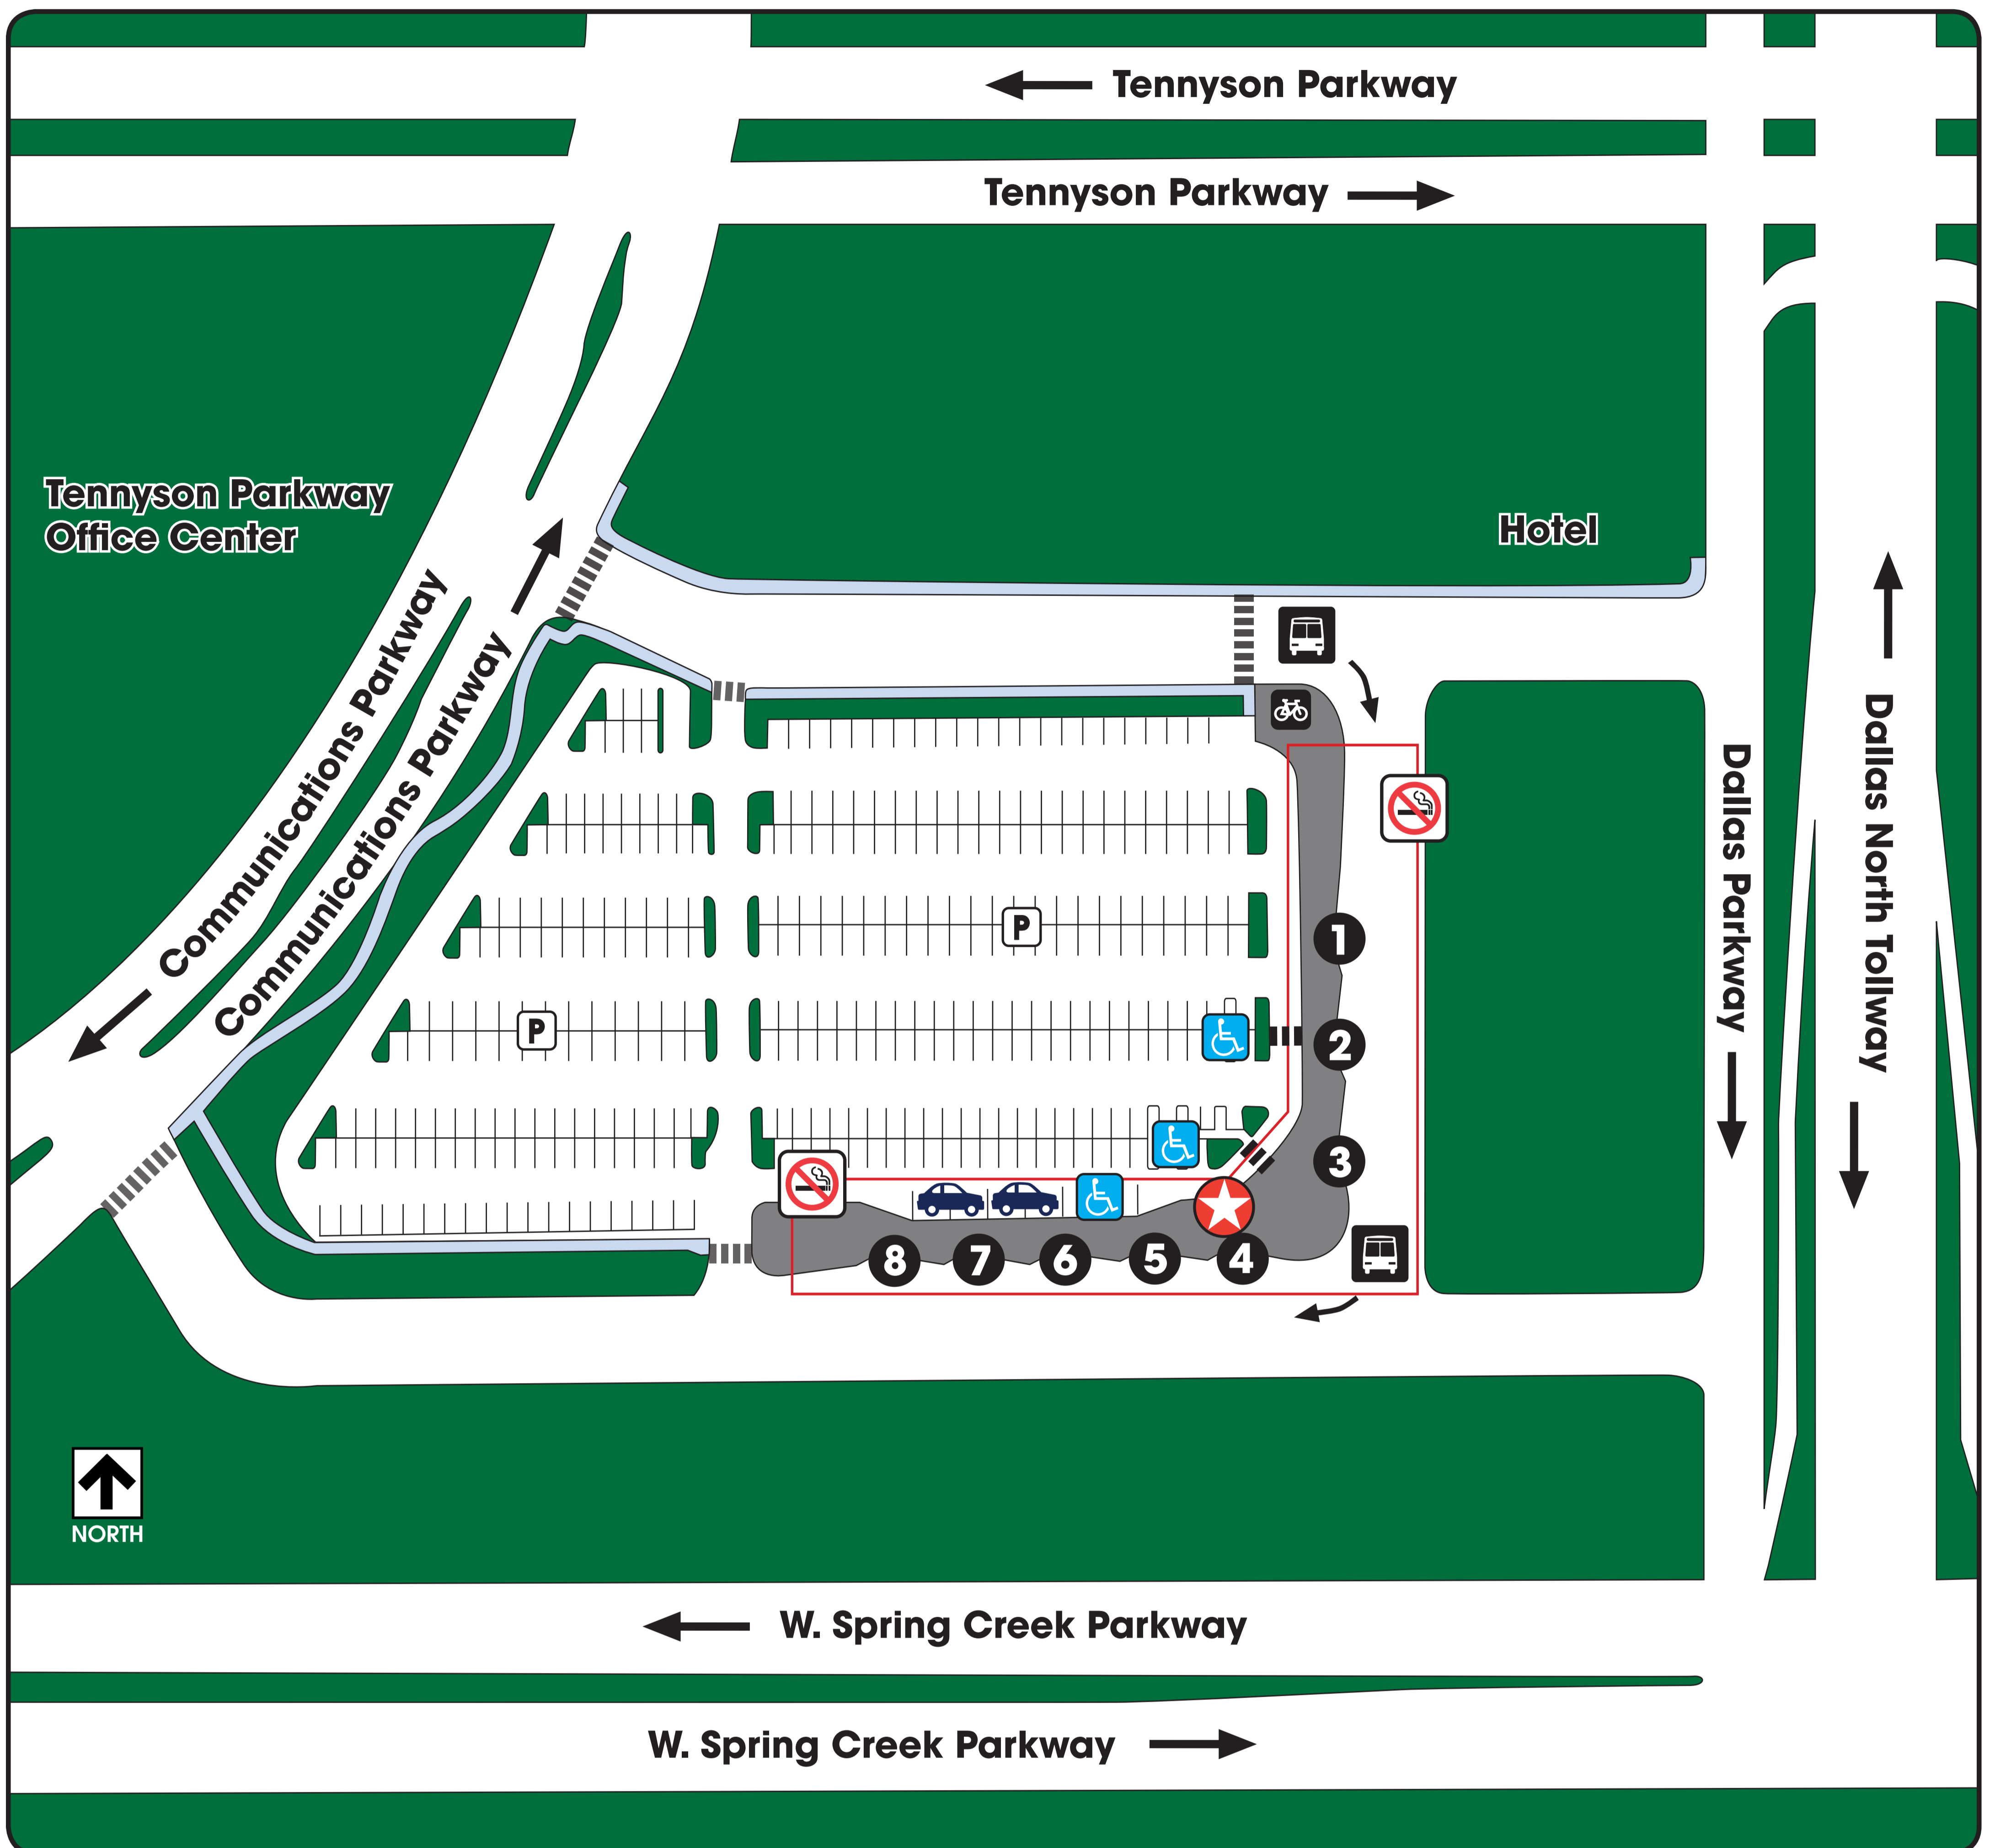 Tennyson Parkway
Tennyson Parkway
Tennyson Parkway
Office Center
Hotel
Communications Parkway
Communications Parkway
Dallas Parkway
Dallas North Tollway
P
P
1
2
3
4
5
6
7
8
NORTH
W. Spring Creek Parkway
W. Spring Creek Parkway